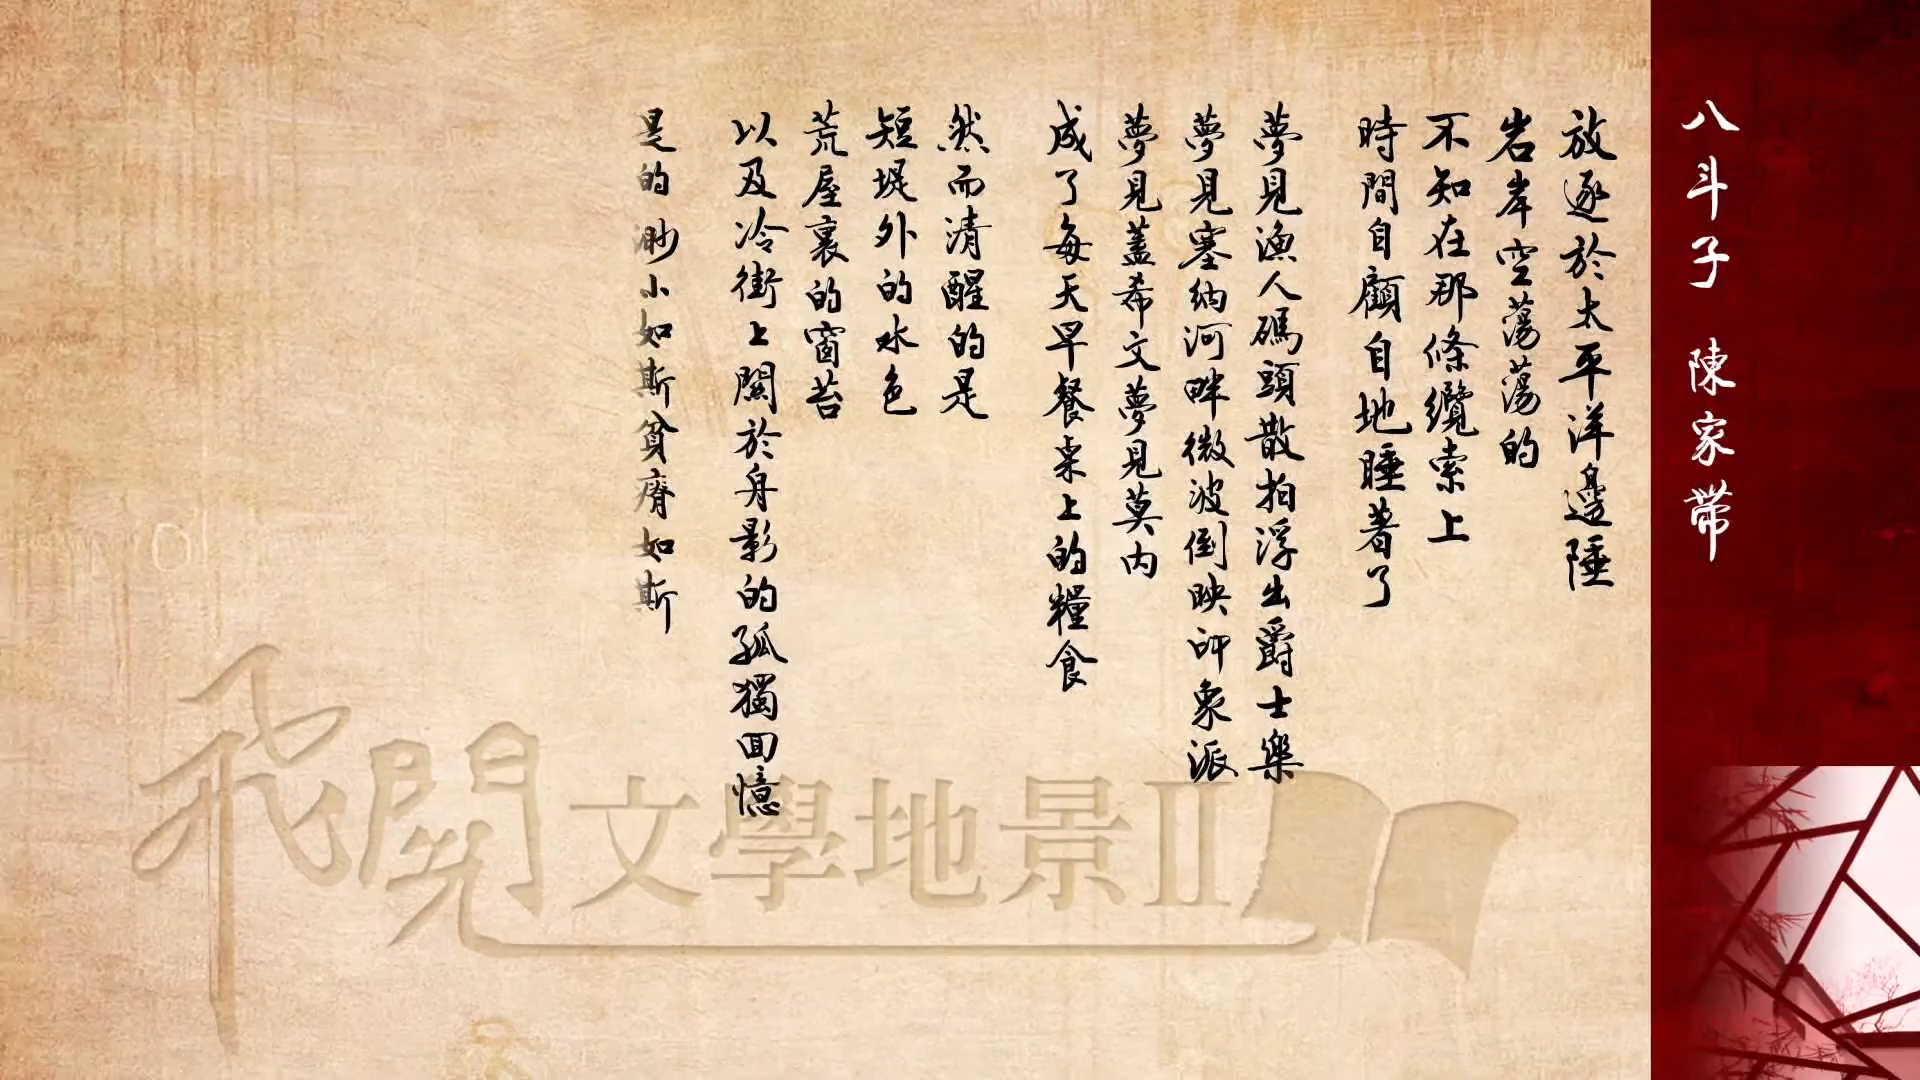 八斗子 陳家帶
放逐於太平洋邊陲
岩岸空蕩蕩的
不知在那條纜索上
時間自顧自地睡著了
夢見漁人碼頭散拍浮出爵士樂
夢見塞納河畔微波倒映印象派
夢見蓋希文夢見莫內
成了每天早餐桌上的糧食
然而清醒的是
短堤外的水色
荒屋裏的窗苔
以及冷街上關於舟影的孤獨回憶
是的渺小如斯貧瘠如斯
飛閱文學地景II